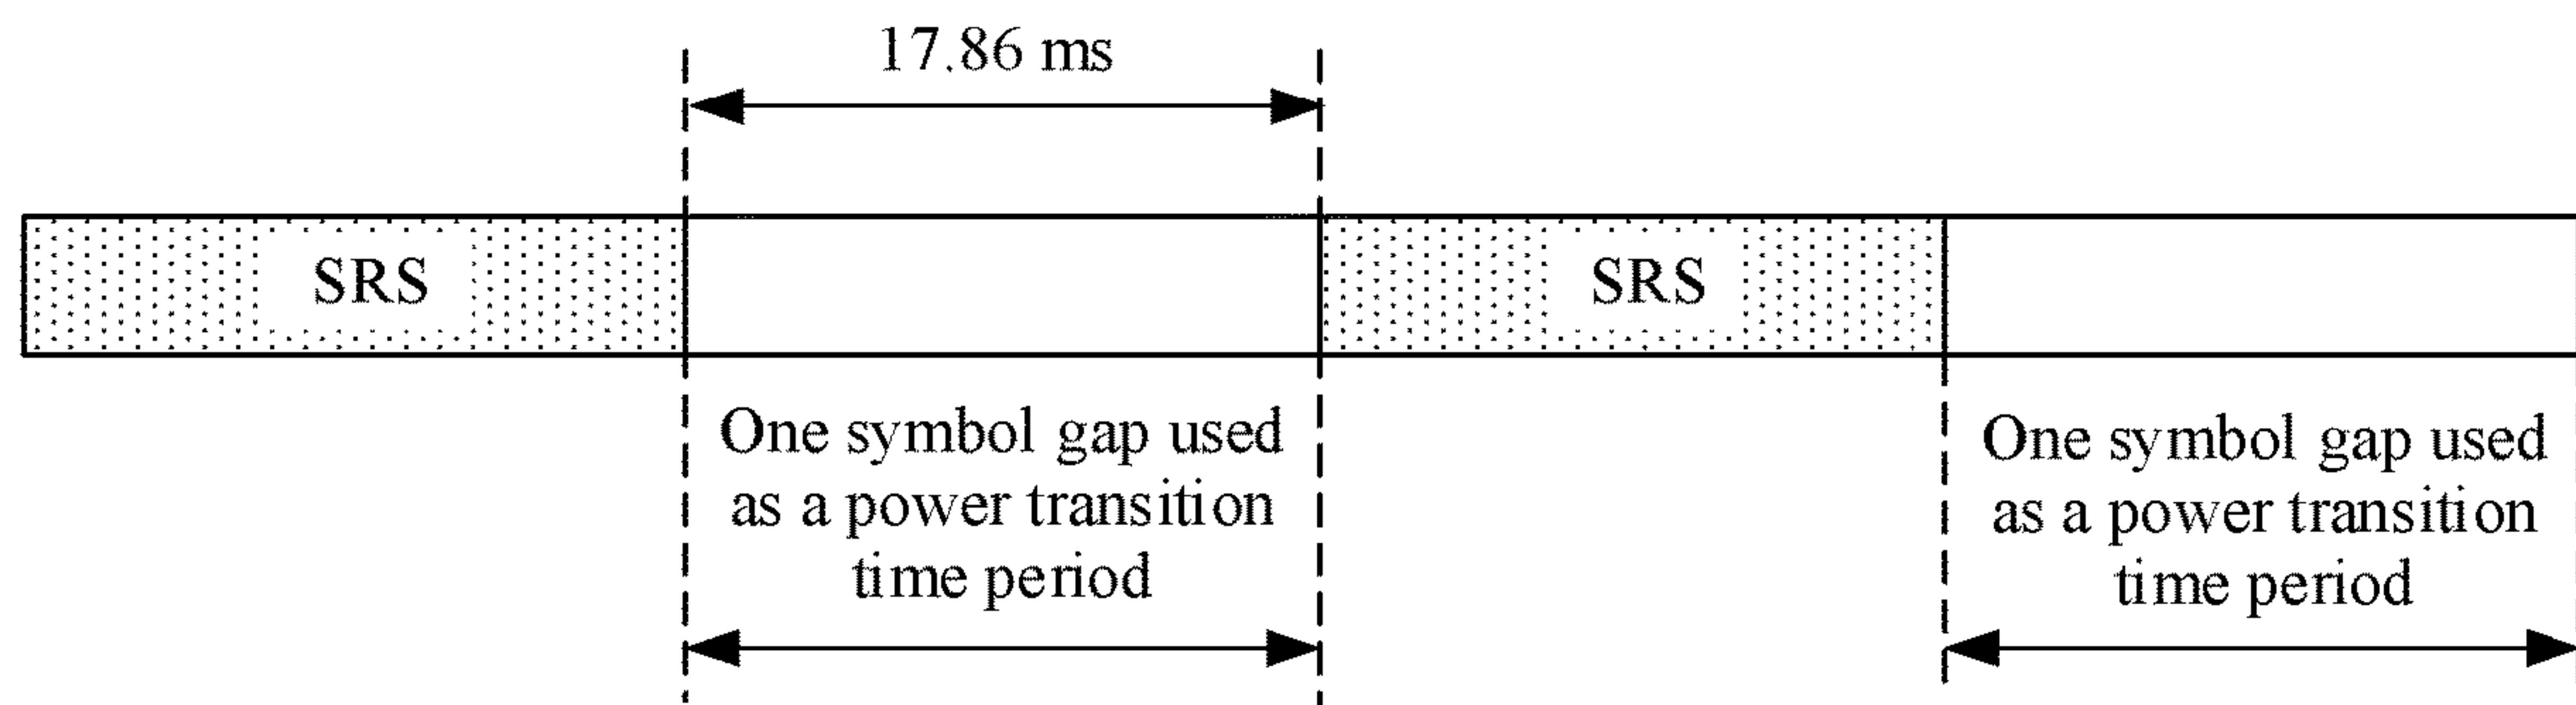 17.86 ms
SRS
SRS
One symbol gap used
as a power transition
time period
One symbol gap used
as a power transition
time period